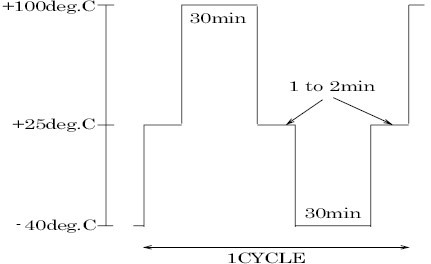 +100deg.C
30min
1 to 2min
+25deg.C
30min
-40deg.C
1CYCLE